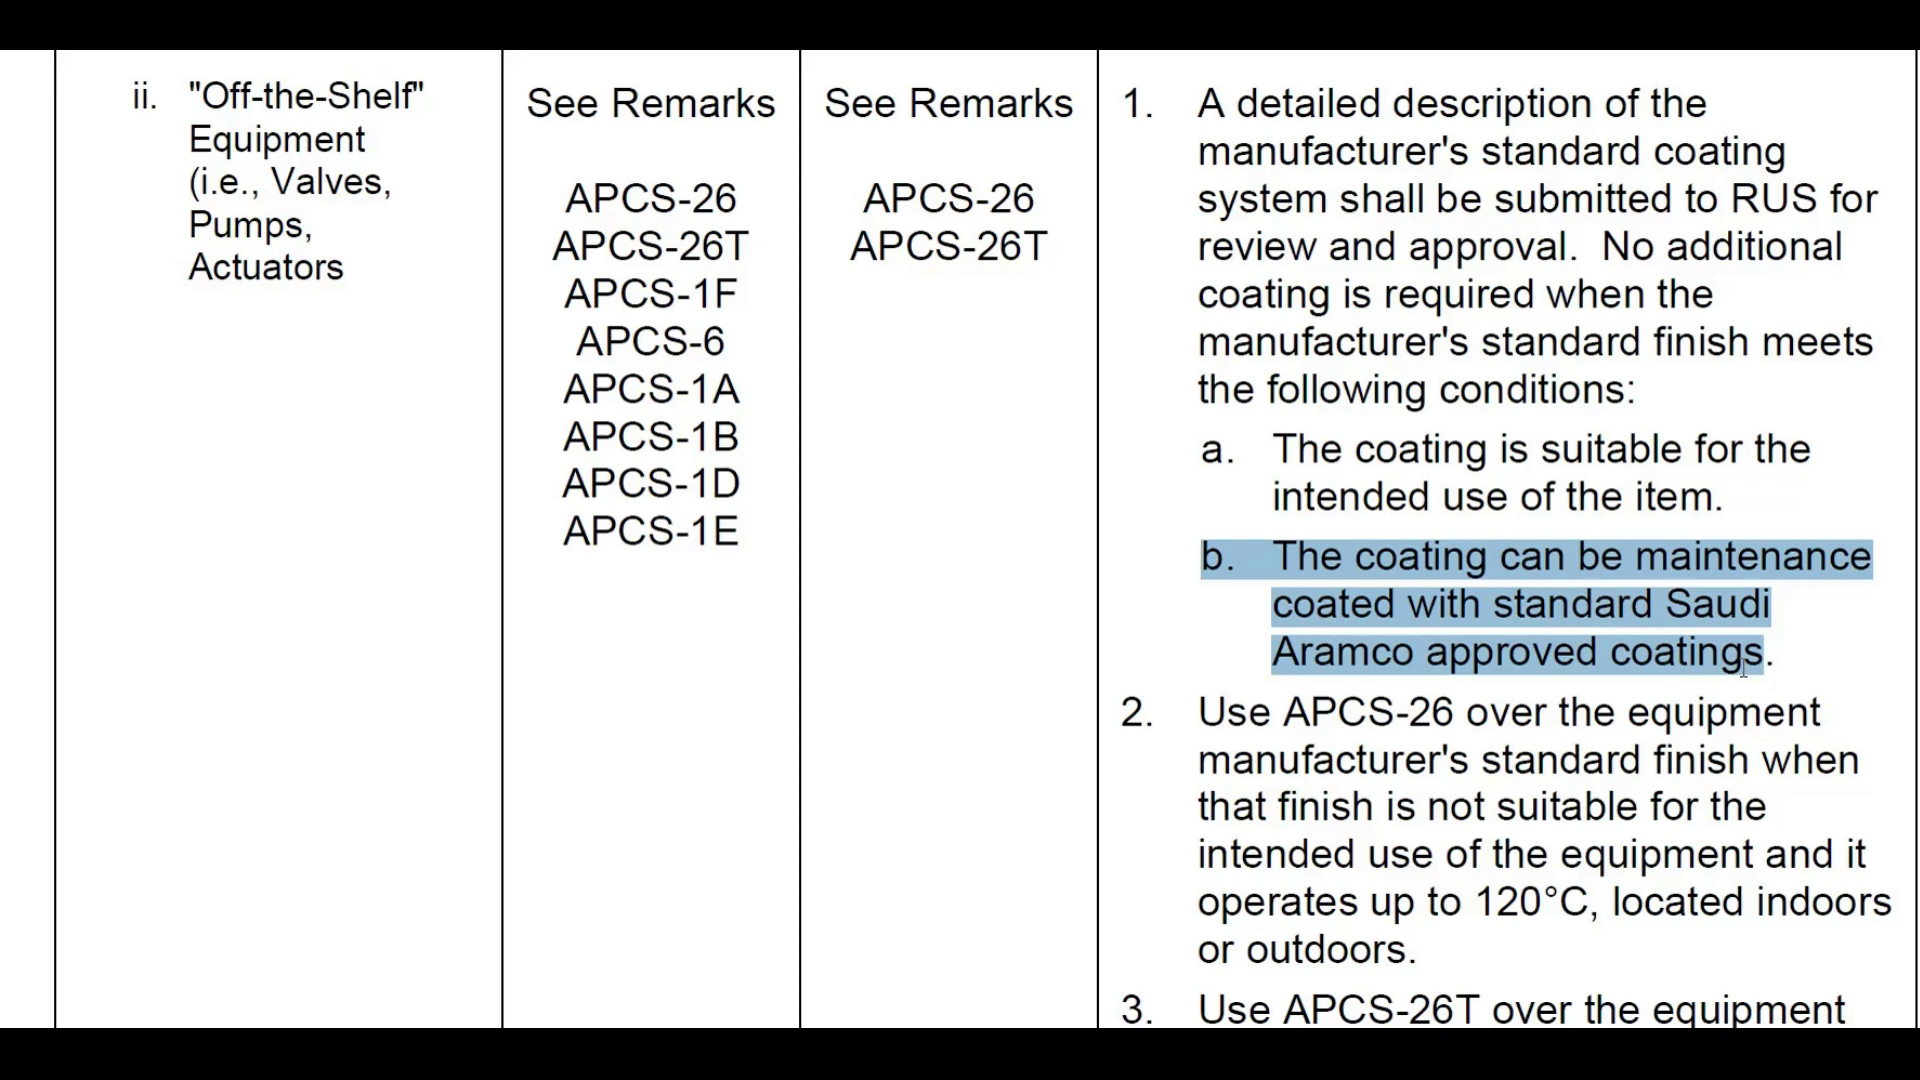 ii. "Off-the-Shelf"
Equipment
(i.e., Valves,
Pumps,
Actuators
See Remarks
APCS-26
APCS-26T
APCS-1F
APCS-6
APCS-1A
APCS-1B
APCS-1D
APCS-1E
See Remarks
APCS-26
APCS-26T
1. A detailed description of the
manufacturer's standard coating
system shall be submitted to RUS for
review and approval. No additional
coating is required when the
manufacturer's standard finish meets
the following conditions:
a. The coating is suitable for the
intended use of the item.
b. The coating can be maintenance
coated with standard Saudi
Aramco approved coatings.
2. Use APCS-26 over the equipment
manufacturer's standard finish when
that finish is not suitable for the
intended use of the equipment and it
operates up to 120°C, located indoors
or outdoors.
3. Use APCS-26T over the equipment